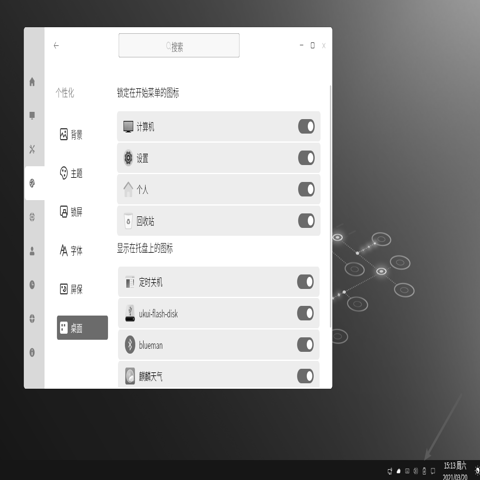 搜索
个性化
锁定在开始菜单的图标
背景
计算机
设置
主题
个人
锁屏
回收站
显示在托盘上的图标
字体
定时关机
屏保
ukui-flash-disk
桌面
blueman
麒麟天气
15:13 周六
2021/03/20